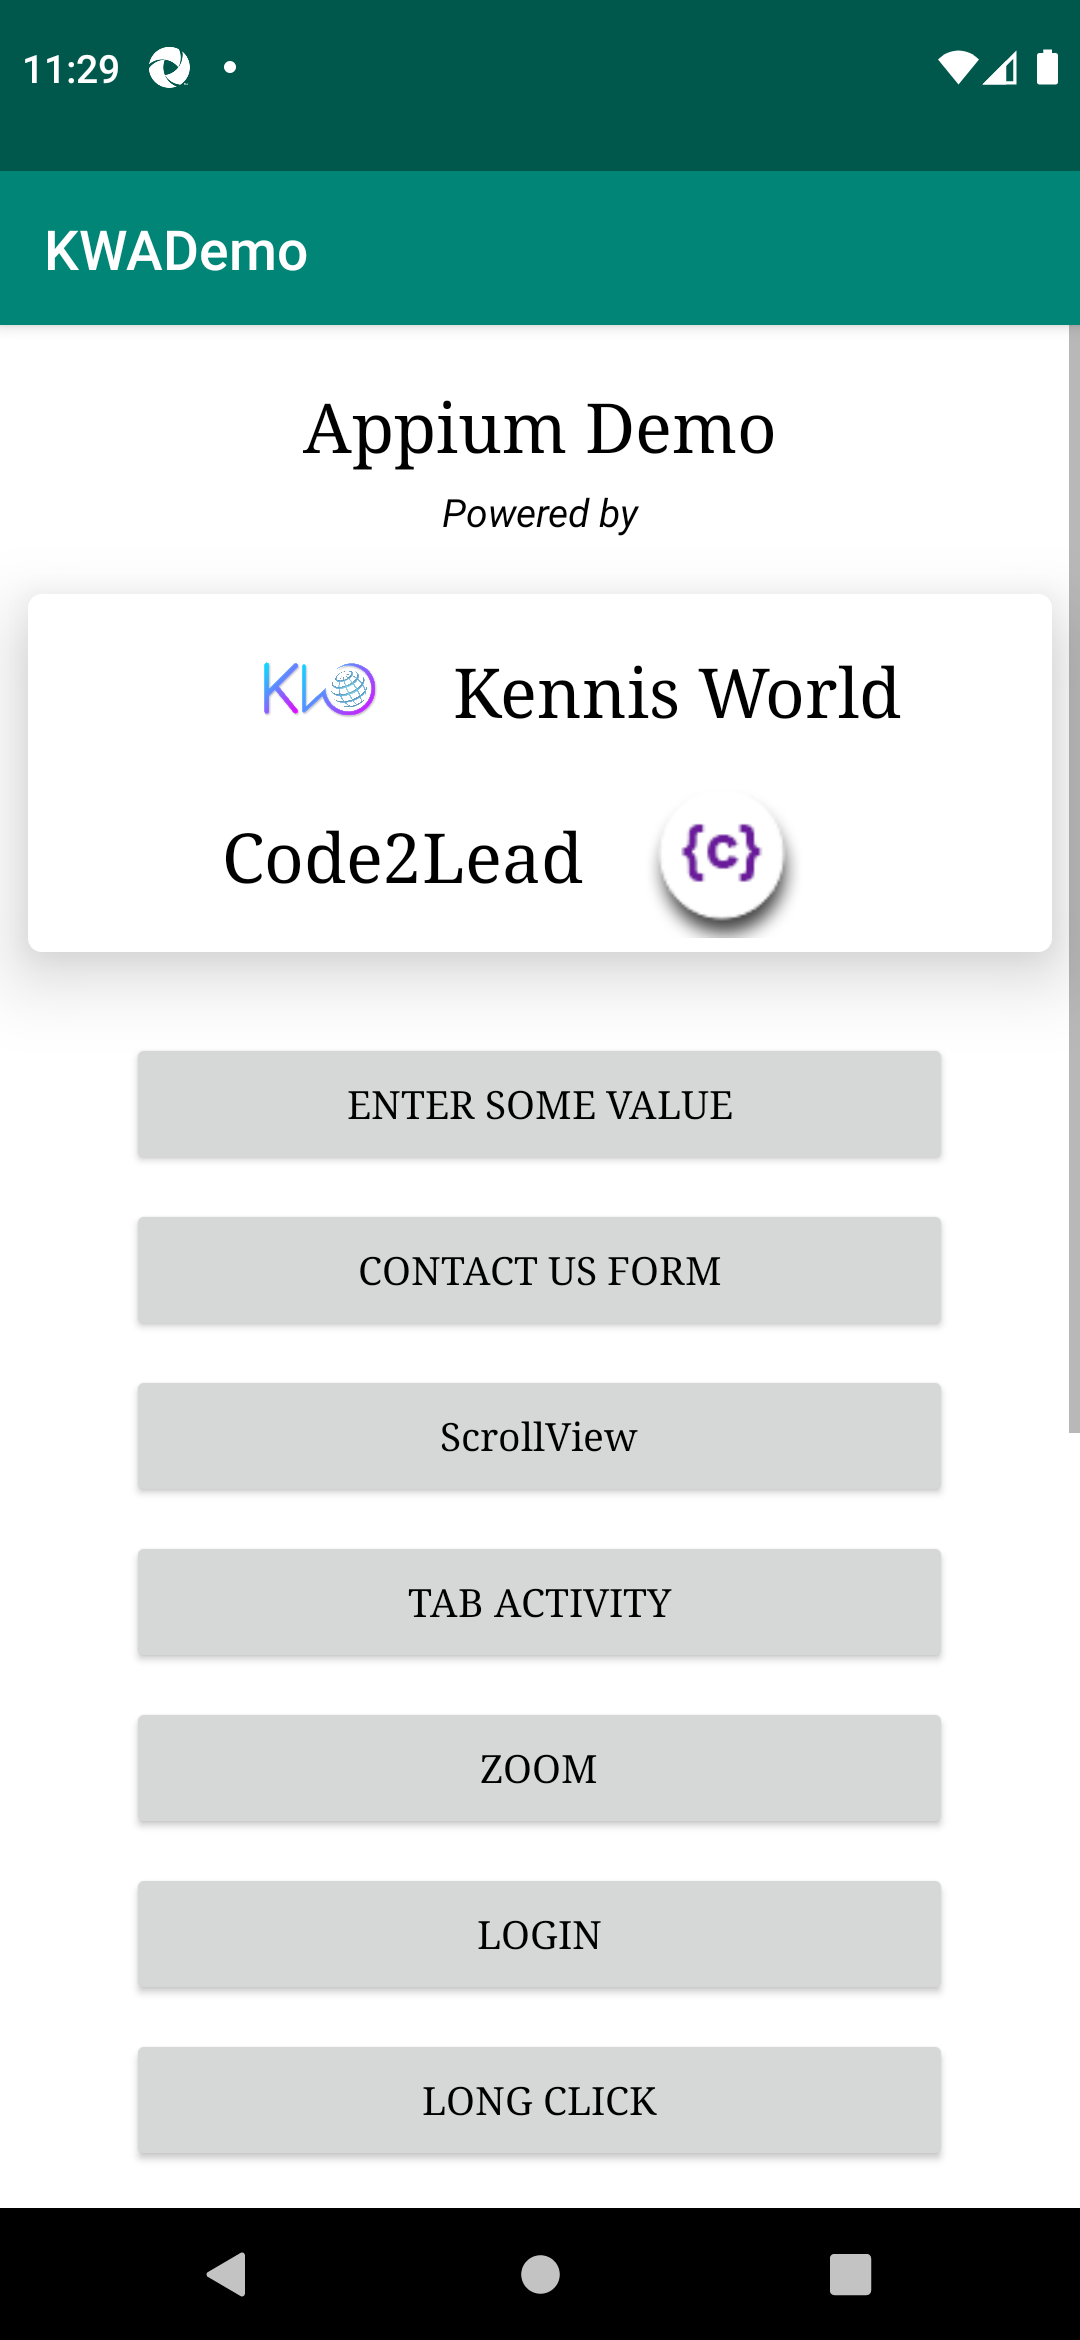 11:29
KWADemo
Appium Demo
Powered by
Kennis World
Code2Lead
{c}
ENTER SOME VALUE
CONTACT US FORM
ScrollView
TAB ACTIVITY
ZOOM
LOGIN
LONG CLICK